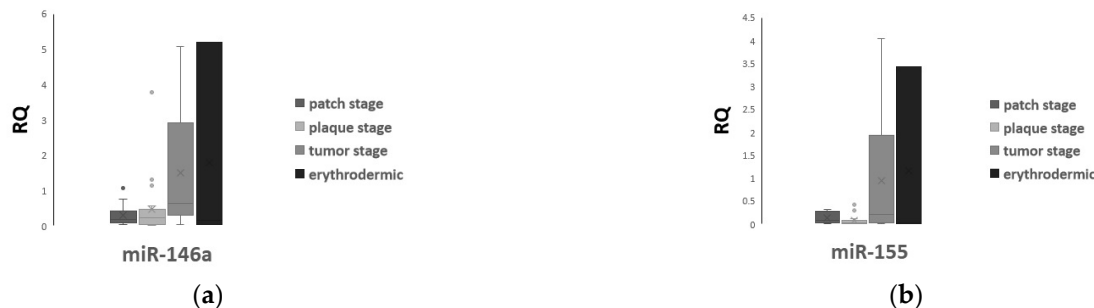 6
5
4
3
2
1
0
RQ
patch stage
plaque stage
tumor stage
erythrodermic
miR-146a
(a)
4.5
4
3.5
3
2.5
2
1.5
1
0.5
0
RQ
patch stage
plaque stage
tumor stage
erythrodermic
miR-155
(b)